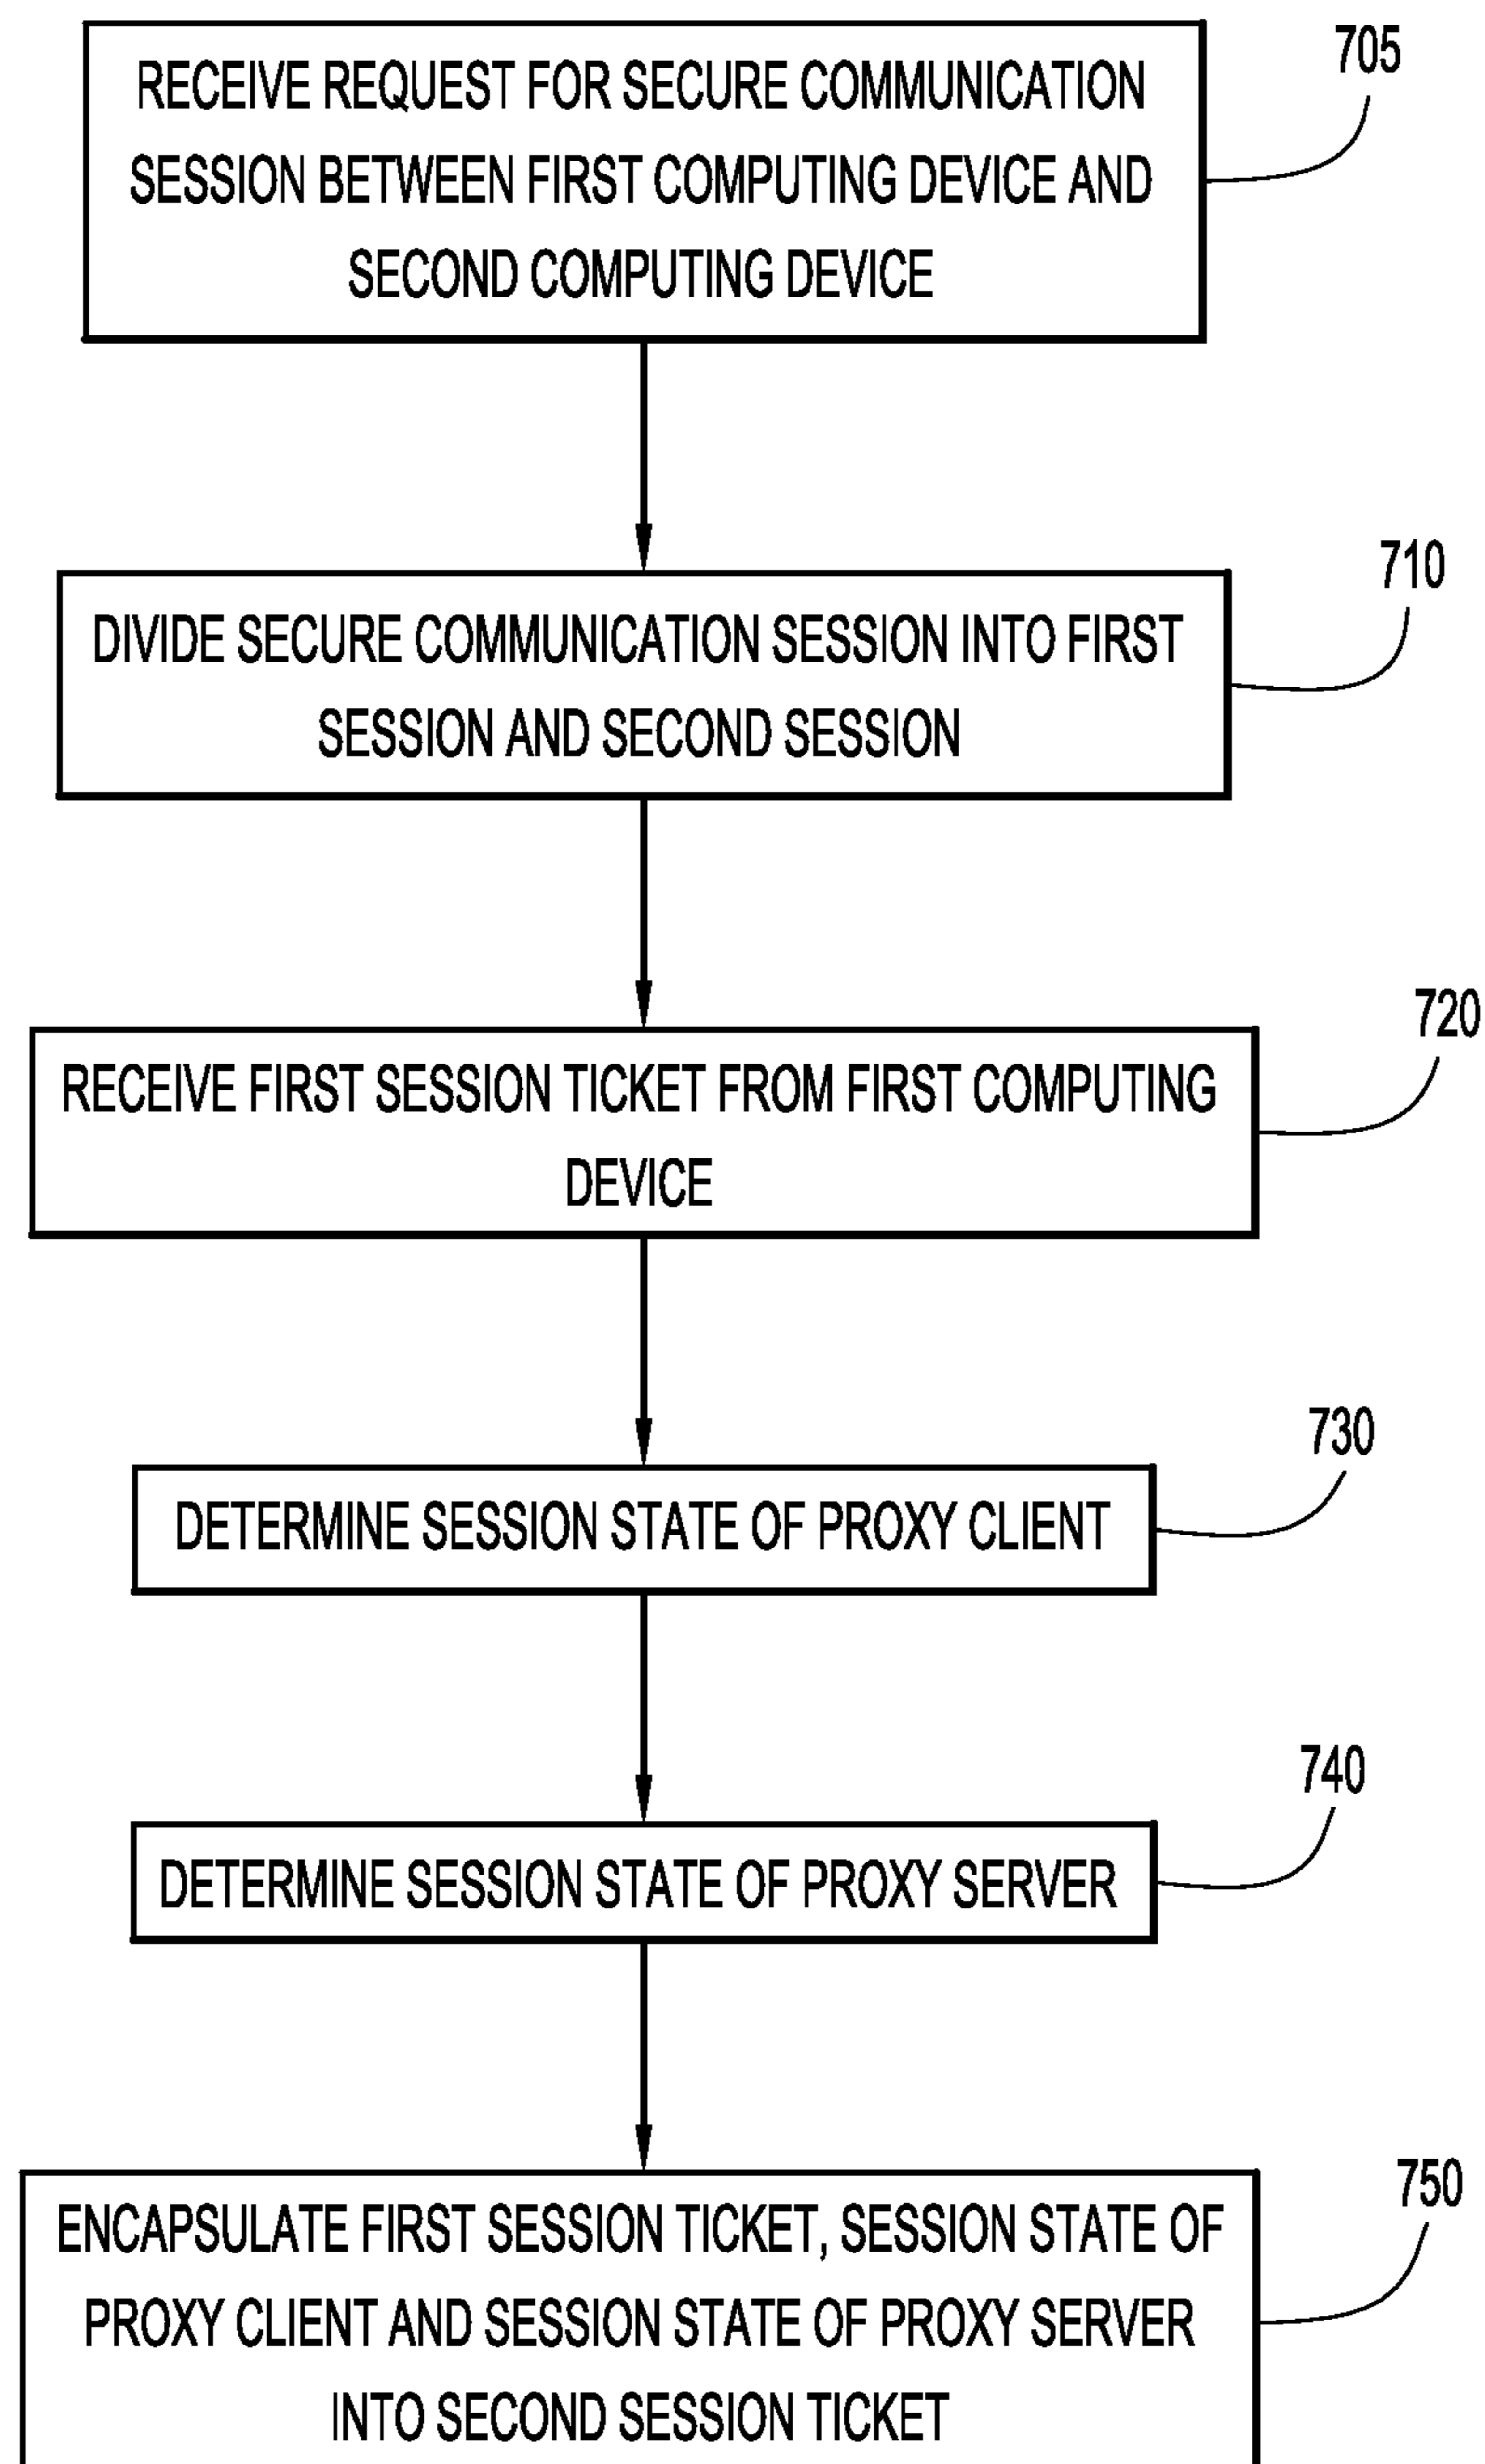 RECEIVE REQUEST FOR SECURE COMMUNICATION
SESSION BETWEEN FIRST COMPUTING DEVICE AND
SECOND COMPUTING DEVICE
705
DIVIDE SECURE COMMUNICATION SESSION INTO FIRST
SESSION AND SECOND SESSION
710
RECEIVE FIRST SESSION TICKET FROM FIRST COMPUTING
DEVICE
720
DETERMINE SESSION STATE OF PROXY CLIENT
730
DETERMINE SESSION STATE OF PROXY SERVER
740
ENCAPSULATE FIRST SESSION TICKET, SESSION STATE OF
PROXY CLIENT AND SESSION STATE OF PROXY SERVER
INTO SECOND SESSION TICKET
750